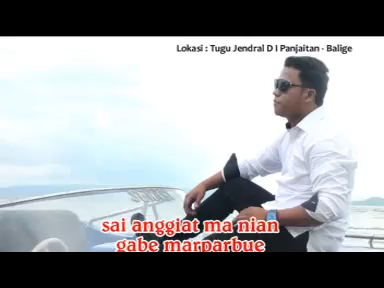 Lokasi : Tugu Jendral D I Panjaitan - Balige
sai anggiat ma nian
gabe marparbue